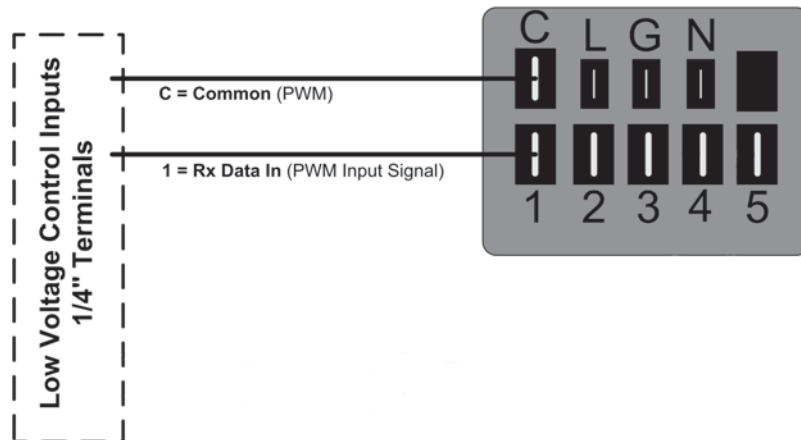 Low Voltage Control Inputs
1/4" Terminals
C = Common (PWM)
1 = Rx Data In (PWM Input Signal)
C L G N
1 2 3 4 5